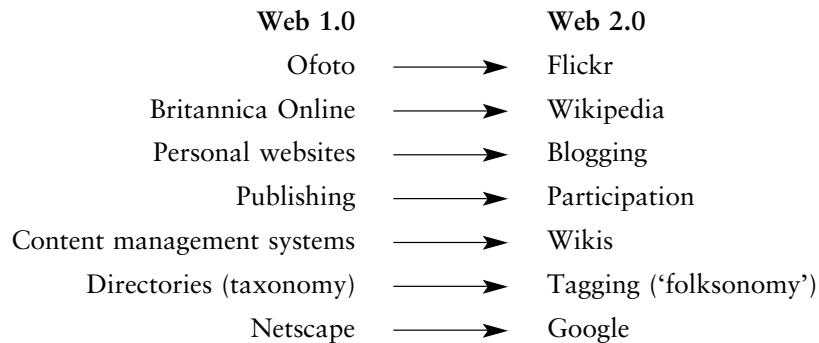 Web 1.0 Web 2.0
Ofoto Flickr
Britannica Online Wikipedia
Personal websites Blogging
Publishing Participation
Content management systems Wikis
Directories (taxonomy) Tagging (‘folksonomy’)
Netscape Google